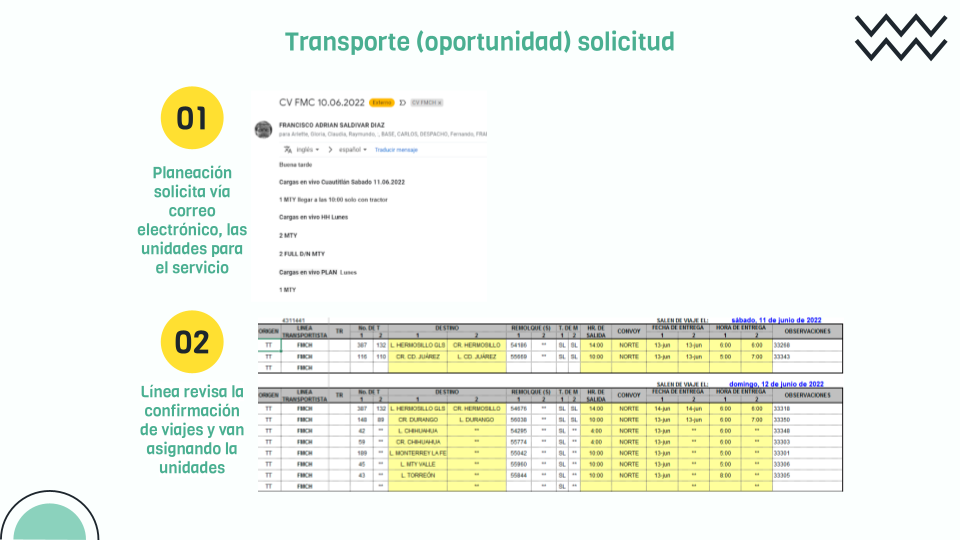 Transporte (oportunidad) solicitud
01
Planeación
solicita vía
correo
electrónico, las
unidades para
el servicio
CV FMC 10.06.2022 Externo CV FMCH x
FRANCISCO ADRIAN SALDIVAR DIAZ
para Arlette, Gloria, Claudia, Raymundo, ., BASE, CARLOS, DESPACHO, Fernando, FRAI
inglés > español Traducir mensaje
Buena tarde
Cargas en vivo Cuautitlán Sabado 11.06.2022
1 MTY llegar a las 10:00 solo con tractor
Cargas en vivo HH Lunes
2 MTY
2 FULL D/N MTY
Cargas en vivo PLAN Lunes
1 MTY
02
Línea revisa la
confirmación
de viajes y van
asignando la
unidades
4311441 SALEN DE VIAJE EL: sábado, 11 de junio de 2022
ORIGEN LINEA TRANSPORTISTA TR No. DE T DESTINO REMOLQUE (S) T. DE M HR. DE SALIDA CONVOY FECHA DE ENTREGA HORA DE ENTREGA OBSERVACIONES
1 2 1 2 1 2 1 2 1 2 1 2
TT FMCH 387 132 L. HERMOSILLO GLS CR. HERMOSILLO 54186 ** SL SL 14:00 NORTE 13-jun 13-jun 6:00 6:00 33268
TT FMCH 116 110 CR. CD. JUÁREZ L. CD. JUÁREZ 55869 ** SL SL 10:00 NORTE 13-jun 13-jun 5:00 7:00 33343
TT FMCH
SALEN DE VIAJE EL: domingo, 12 de junio de 2022
ORIGEN LINEA TRANSPORTISTA TR No. DE T DESTINO REMOLQUE (S) T. DE M HR. DE SALIDA CONVOY FECHA DE ENTREGA HORA DE ENTREGA OBSERVACIONES
1 2 1 2 1 2 1 2 1 2 1 2
TT FMCH 387 132 L. HERMOSILLO GLS CR. HERMOSILLO 54676 ** SL SL 14:00 NORTE 14-jun 14-jun 6:00 6:00 33318
TT FMCH 148 89 CR. DURANGO L. DURANGO 56038 ** SL SL 10:00 NORTE 13-jun 13-jun 6:00 7:00 33350
TT FMCH 42 ** L. CHIHUAHUA ** 54295 ** SL ** 4:00 NORTE 13-jun ** 6:00 ** 33348
TT FMCH 59 ** CR. CHIHUAHUA ** 55774 ** SL ** 4:00 NORTE 13-jun ** 6:00 ** 33303
TT FMCH 189 ** L. MONTERREY LA FE ** 55042 ** SL ** 10:00 NORTE 13-jun ** 5:00 ** 33301
TT FMCH 45 ** L. MTY VALLE ** 55960 ** SL ** 10:00 NORTE 13-jun ** 5:00 ** 33306
TT FMCH 43 ** L. TORREÓN ** 55844 ** SL ** 10:00 NORTE 13-jun ** 8:00 ** 33305
TT FMCH ** ** ** SL ** ** **